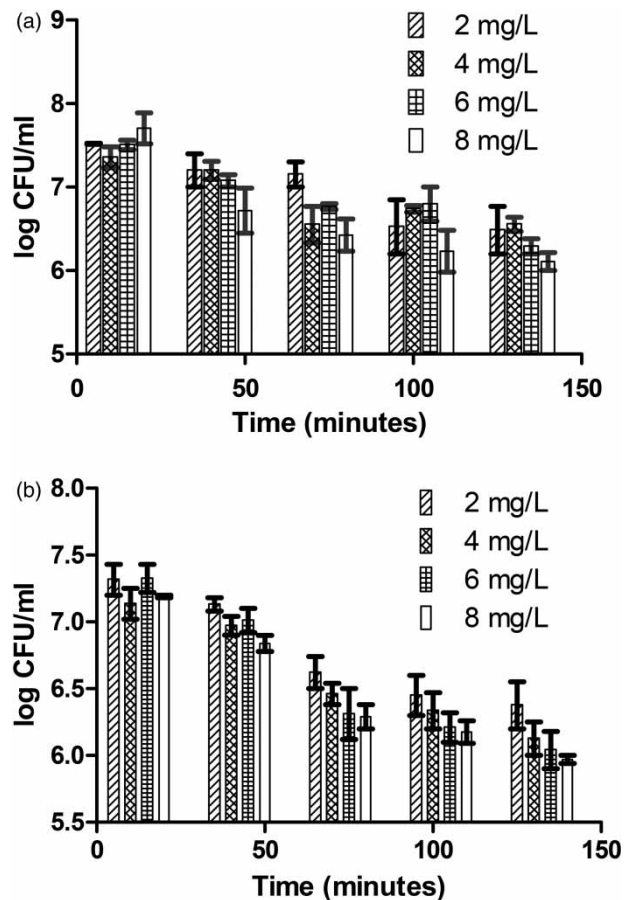 (a)
2 mg/L
4 mg/L
6 mg/L
8 mg/L
9
8
7
6
5
log CFU/ml
0
50
100
150
Time (minutes)
(b)
2 mg/L
4 mg/L
6 mg/L
8 mg/L
8.0
7.5
7.0
6.5
6.0
5.5
log CFU/ml
0
50
100
150
Time (minutes)